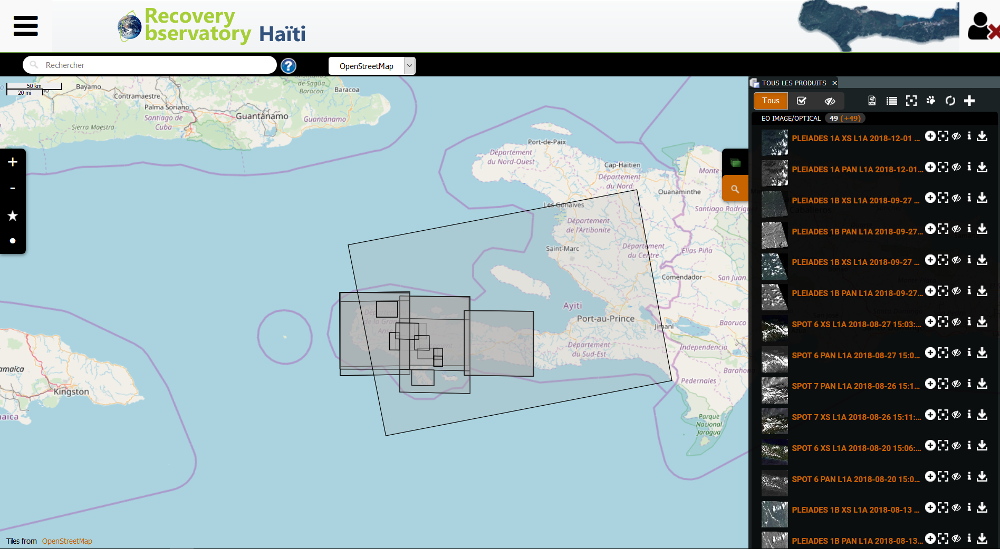 Recovery
bservatory Haïti
Rechercher
?
OpenStreetMap
50 km
20 mi
Bayamo
Contramaestre
Palma Soriano
Santiago de
Cuba
Sierra Maestra
Guantánamo
Guantánamo
de Sagüa
Baracoa
Baracoa
Port-de-Paix
Département
du Nord-Ouest
Cap-Haïtien
Département
du Nord
Ouanaminthe
Monte
Les Gonaïves
Santiago Rodrígue
Département
de l'Artibonite
Saint-Marc
Département
du Centre
Elías Piña
Comendador
San Juan
Ayiti
Port-au-Prince
Jimaní
Baoruco
Département
du Sud-Est
Independencia
Pedernales
Barahona
Parque
Nacional
Jaragua
Kingston
amaica
aica
TOUS LES PRODUITS ×
Tous
EO IMAGE/OPTICAL 49 (+49)
PLEIADES 1A XS L1A 2018-12-01 ...
PLEIADES 1A PAN L1A 2018-12-01...
PLEIADES 1B XS L1A 2018-09-27 ...
PLEIADES 1B PAN L1A 2018-09-27...
PLEIADES 1B XS L1A 2018-09-27 ...
PLEIADES 1B PAN L1A 2018-09-27...
SPOT 6 XS L1A 2018-08-27 15:03:...
SPOT 6 PAN L1A 2018-08-27 15:0...
SPOT 7 PAN L1A 2018-08-26 15:1...
SPOT 7 XS L1A 2018-08-26 15:11:...
SPOT 6 XS L1A 2018-08-20 15:06:...
SPOT 6 PAN L1A 2018-08-20 15:0...
PLEIADES 1B XS L1A 2018-08-13 ...
PLEIADES 1B PAN L1A 2018-08-13...
Tiles from OpenStreetMap